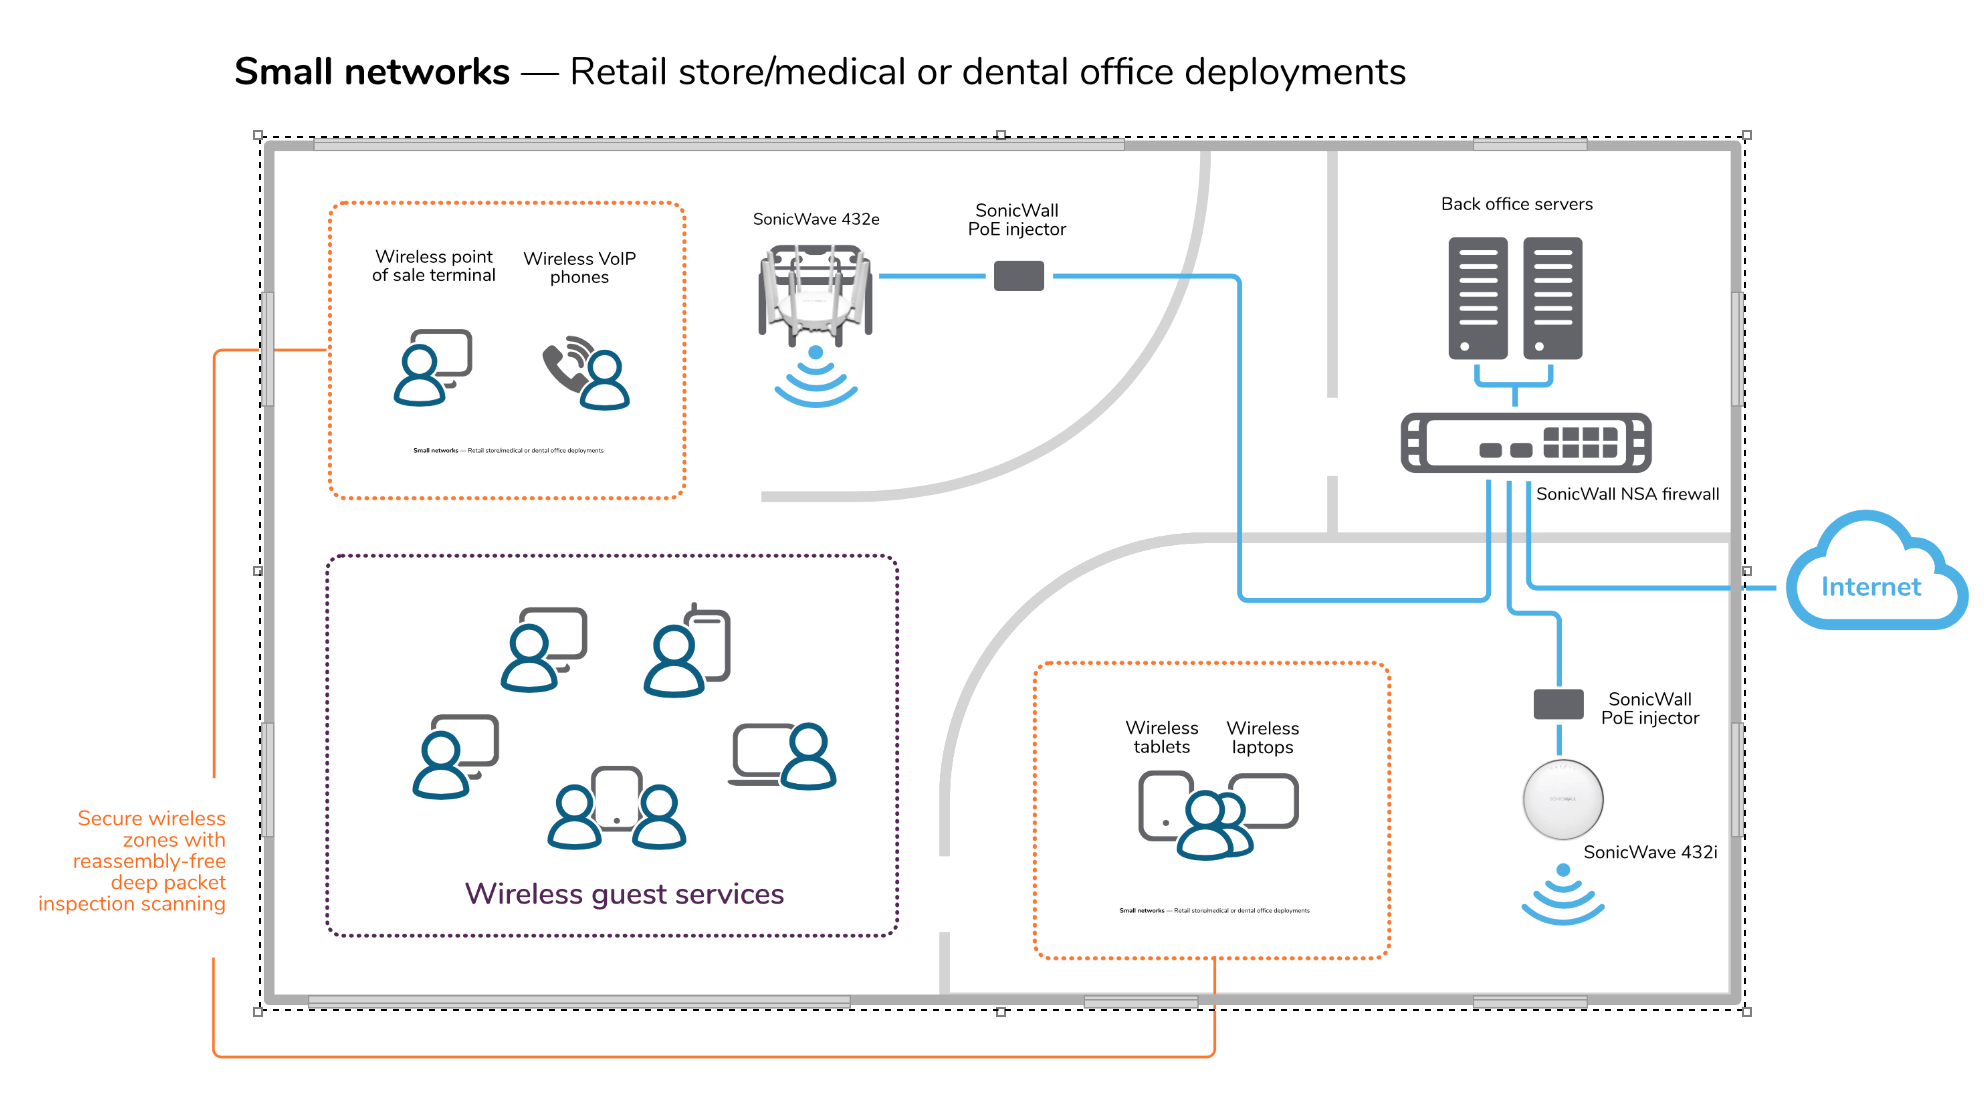 Small networks — Retail store/medical or dental office deployments
Wireless point
of sale terminal
Wireless VoIP
phones
Small networks — Retail store/medical or dental office deployments
SonicWave 432e
SonicWall
PoE injector
Back office servers
SonicWall NSA firewall
Internet
Wireless guest services
Wireless
tablets
Wireless
laptops
Small networks — Retail store/medical or dental office deployments
SonicWall
PoE injector
SONICWALL
SonicWave 432i
Secure wireless
zones with
reassembly-free
deep packet
inspection scanning